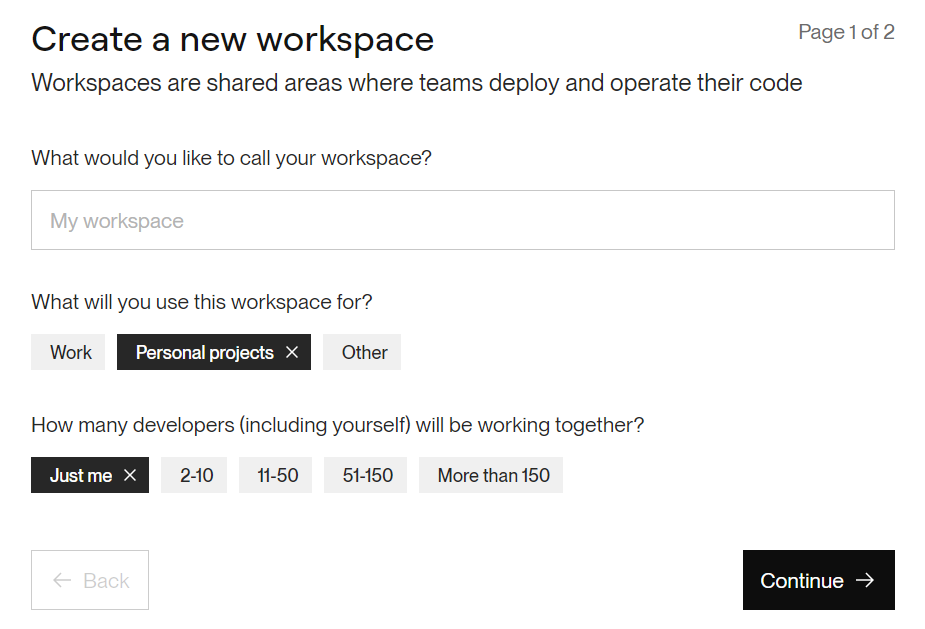 Create a new workspace
Page 1 of 2
Workspaces are shared areas where teams deploy and operate their code
What would you like to call your workspace?
My workspace
What will you use this workspace for?
Work Personal projects × Other
How many developers (including yourself) will be working together?
Just me × 2-10 11-50 51-150 More than 150
← Back Continue →